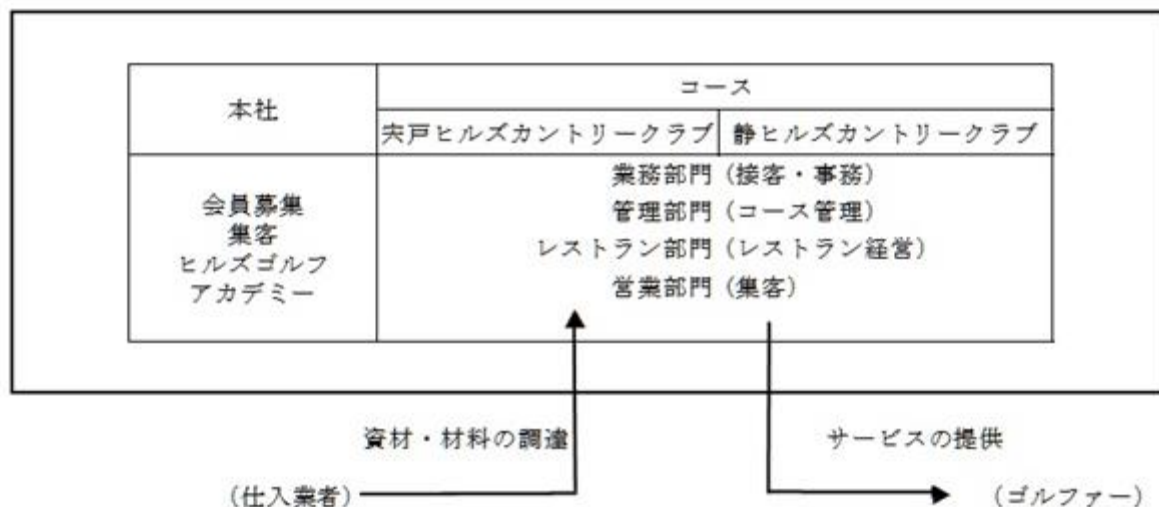 本社
コース
宍戸ヒルズカントリークラブ
静ヒルズカントリークラブ
会員募集
集客
ヒルズゴルフ
アカデミー
業務部門（接客・事務）
管理部門（コース管理）
レストラン部門（レストラン経営）
営業部門（集客）
資材・材料の調達
サービスの提供
（仕入業者）
（ゴルファー）